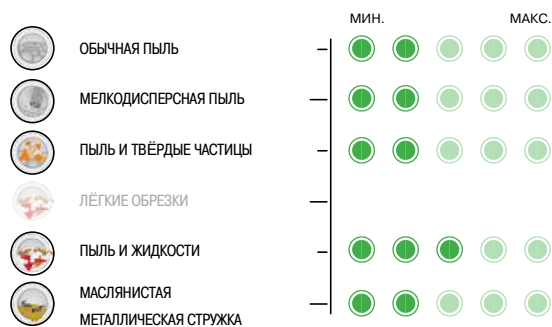 МИН. МАКС.
ОБЫЧНАЯ ПЫЛЬ
МЕЛКОДИСПЕРСНАЯ ПЫЛЬ
ПЫЛЬ И ТВЁРДЫЕ ЧАСТИЦЫ
ЛЁГКИЕ ОБРЕЗКИ
ПЫЛЬ И ЖИДКОСТИ
МАСЛЯНИСТАЯ
МЕТАЛЛИЧЕСКАЯ СТРУЖКА